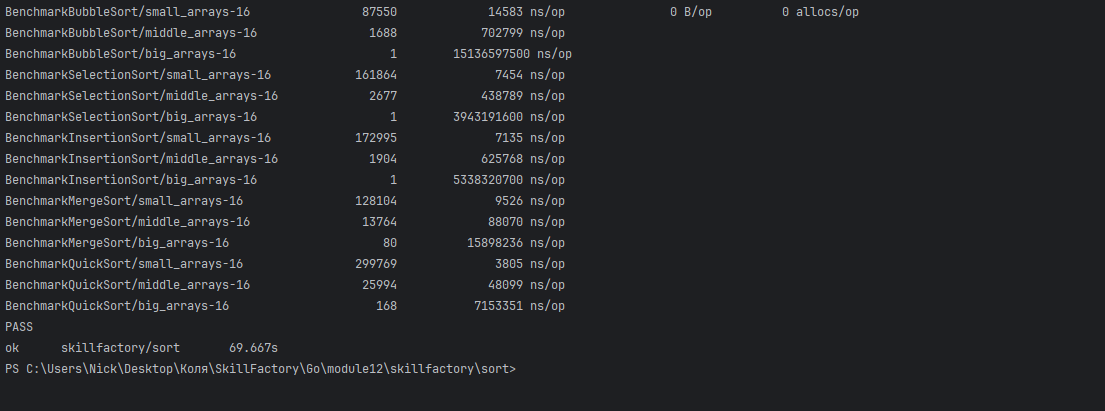 BenchmarkBubbleSort/small_arrays-16 87550 14583 ns/op 0 B/op 0 allocs/op
BenchmarkBubbleSort/middle_arrays-16 1688 702799 ns/op
BenchmarkBubbleSort/big_arrays-16 1 15136597500 ns/op
BenchmarkSelectionSort/small_arrays-16 161864 7454 ns/op
BenchmarkSelectionSort/middle_arrays-16 2677 438789 ns/op
BenchmarkSelectionSort/big_arrays-16 1 3943191600 ns/op
BenchmarkInsertionSort/small_arrays-16 172995 7135 ns/op
BenchmarkInsertionSort/middle_arrays-16 1904 625768 ns/op
BenchmarkInsertionSort/big_arrays-16 1 5338320700 ns/op
BenchmarkMergeSort/small_arrays-16 128104 9526 ns/op
BenchmarkMergeSort/middle_arrays-16 13764 88070 ns/op
BenchmarkMergeSort/big_arrays-16 80 15898236 ns/op
BenchmarkQuickSort/small_arrays-16 299769 3805 ns/op
BenchmarkQuickSort/middle_arrays-16 25994 48099 ns/op
BenchmarkQuickSort/big_arrays-16 168 7153351 ns/op
PASS
ok skillfactory/sort 69.667s
PS C:\Users\Nick\Desktop\Коля\SkillFactory\Go\module12\skillfactory\sort>